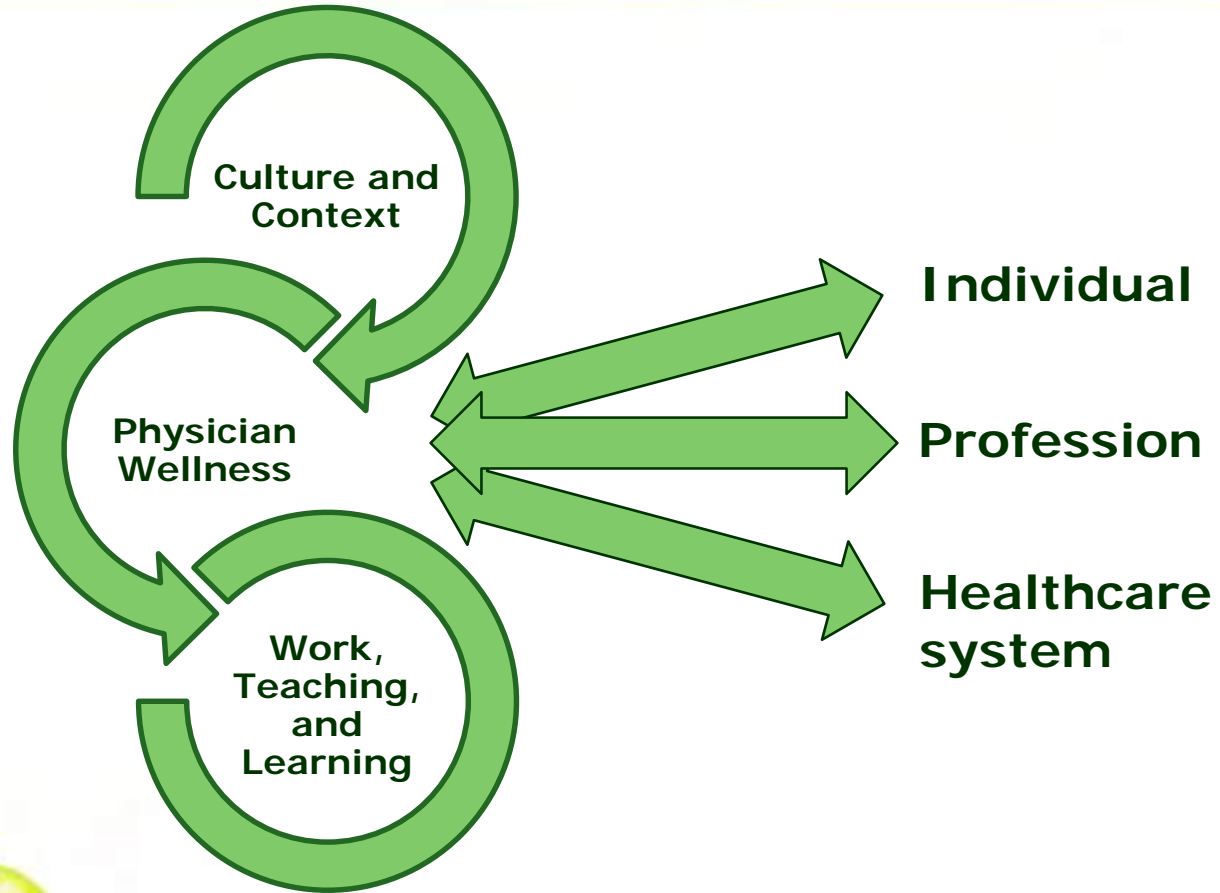 Culture and
Context
Individual
Physician
Wellness
Profession
Work,
Teaching,
and
Learning
Healthcare
system